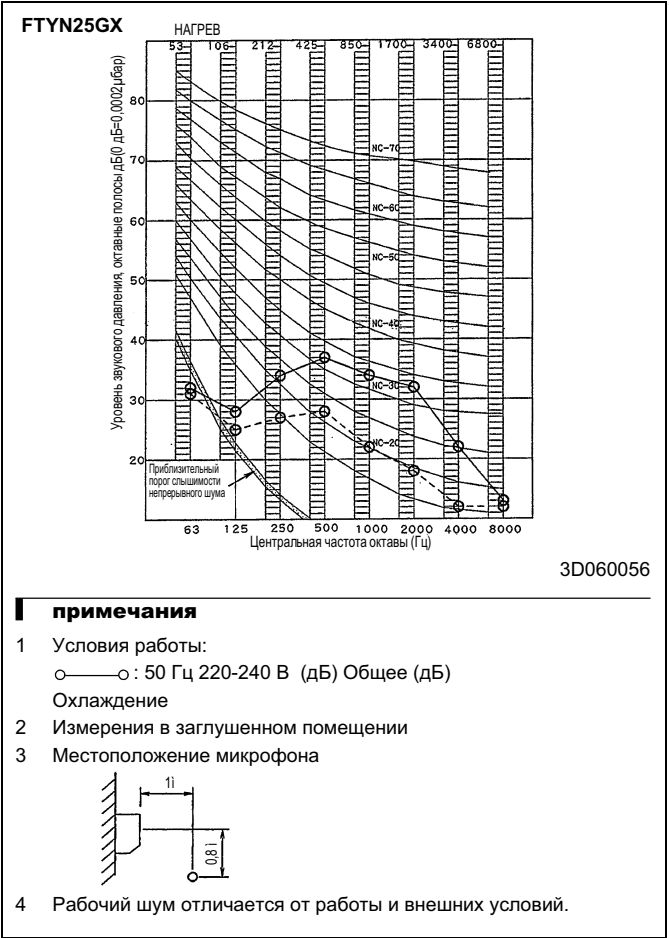 FTYN25GX
НАГРЕВ
53 106 212 425 850 1700 3400 6800
Уровень звукового давления, октавные полосы дБ(0 дБ=0,0002µбар)
80
70
60
50
40
30
20
NC-70
NC-60
NC-50
NC-40
NC-30
NC-20
Приблизительный
порог слышимости
непрерывного шума
63 125 250 500 1000 2000 4000 8000
Центральная частота октавы (Гц)
3D060056
примечания
1 Условия работы:
: 50 Гц 220-240 В (дБ) Общее (дБ)
Охлаждение
2 Измерения в заглушенном помещении
3 Местоположение микрофона
1ì
0,8 ì
4 Рабочий шум отличается от работы и внешних условий.